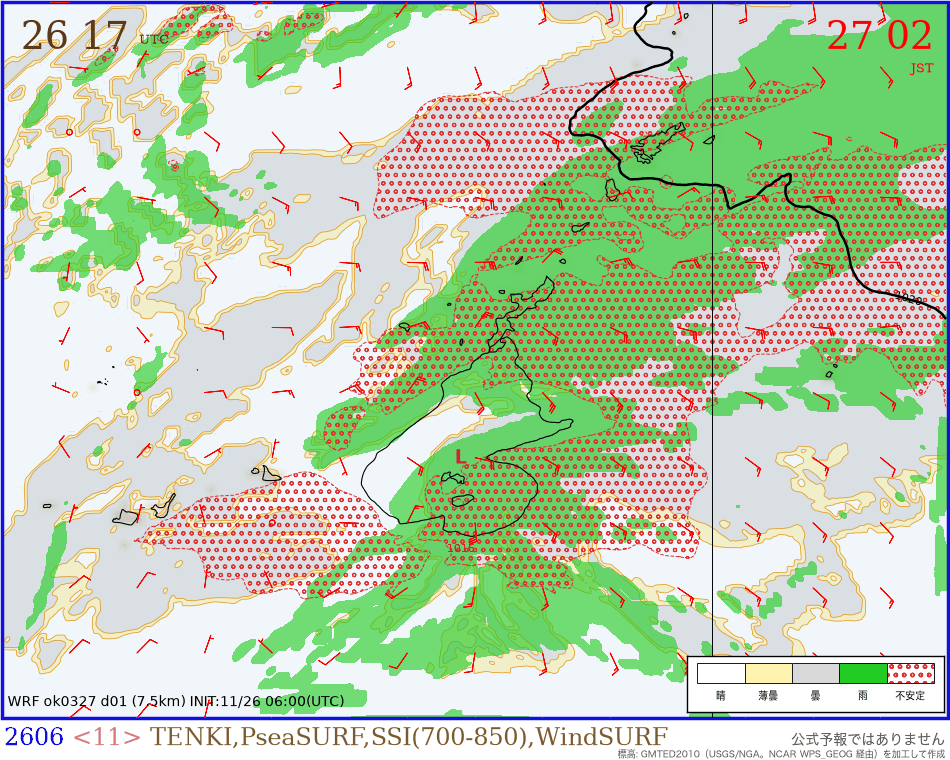 26 17 UTC
27 02
JST
1020
L
1016
晴 薄曇 曇 雨 不安定
WRF ok0327 d01 (7.5km) INIT:11/26 06:00(UTC)
2606 <11> TENKI,PseaSURF,SSI(700-850),WindSURF
公式予報ではありません
標高: GMTED2010（USGS/NGA。NCAR WPS_GEOG 経由）を加工して作成